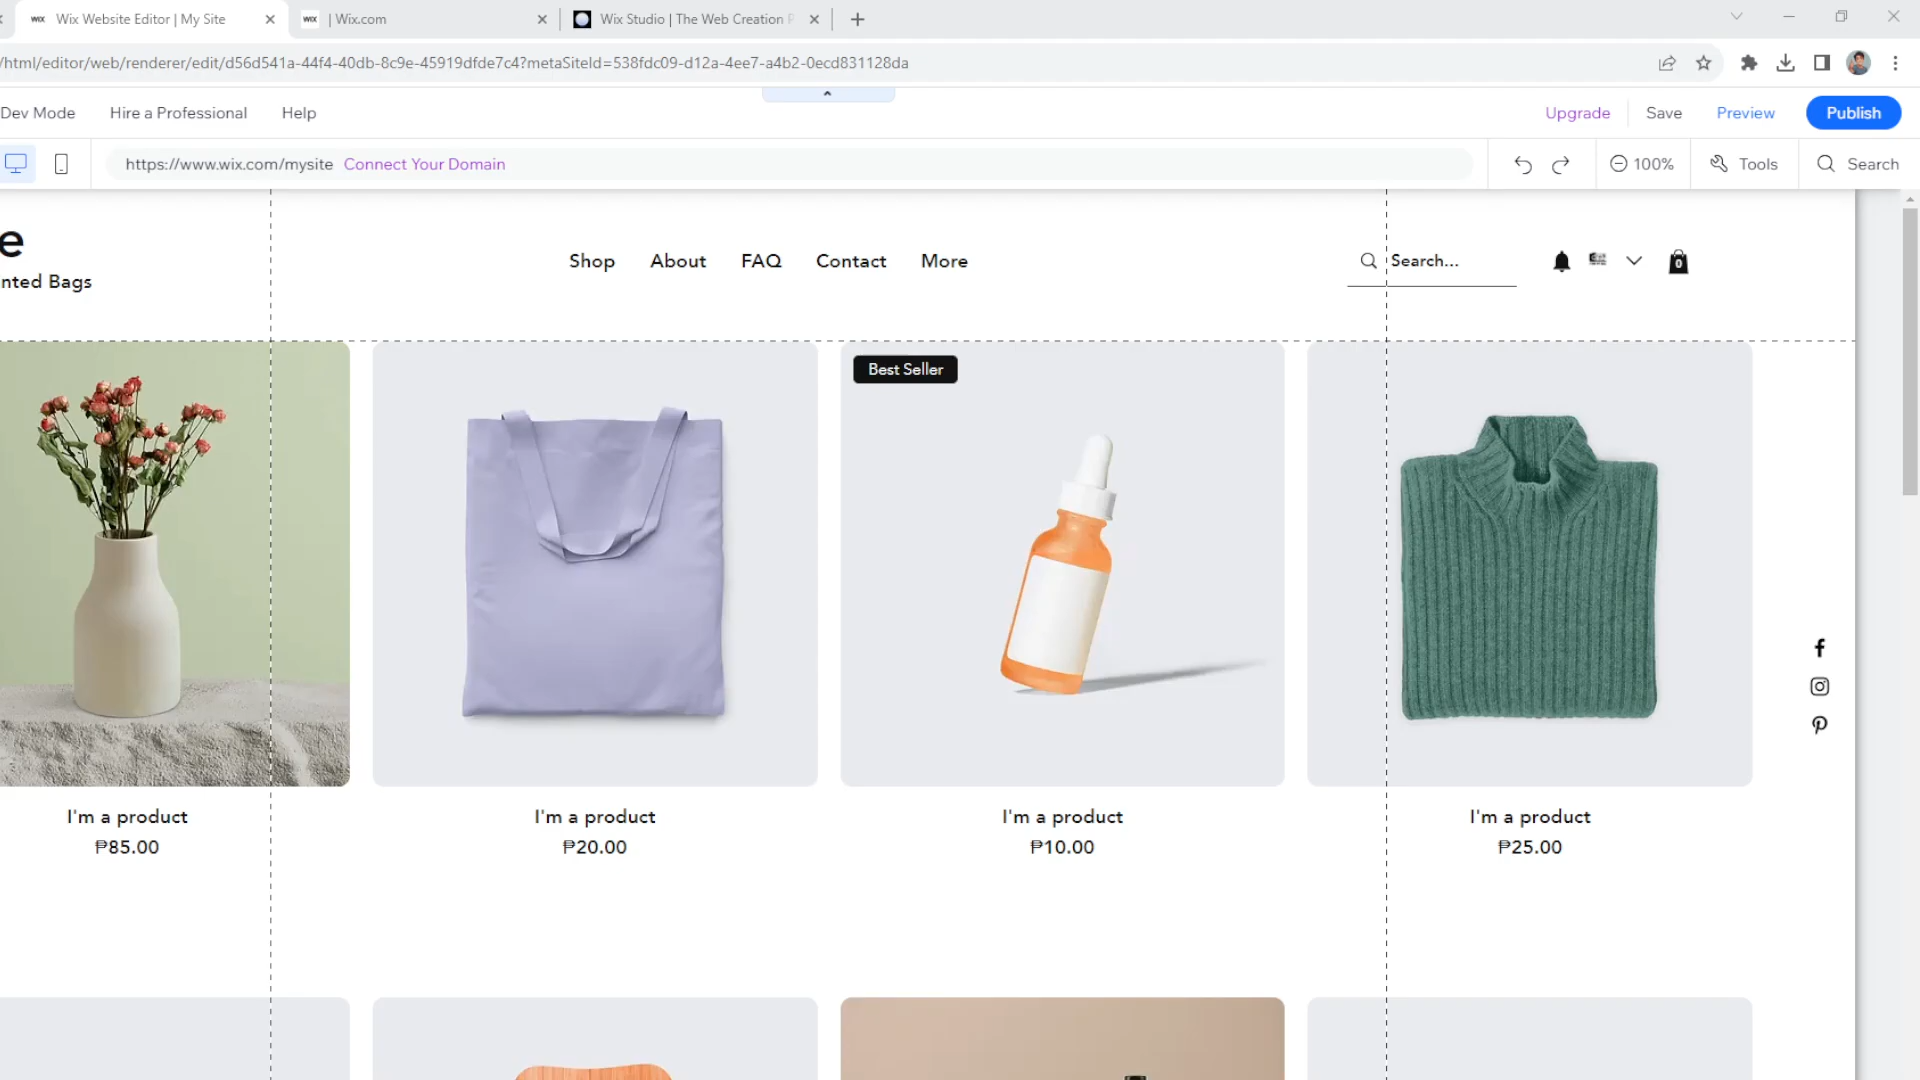 WIX Wix Website Editor | My Site
WIX | Wix.com
Wix Studio | The Web Creation P
/html/editor/web/renderer/edit/d56d541a-44f4-40db-8c9e-45919dfde7c4?metaSiteId=538fdc09-d12a-4ee7-a4b2-0ecd831128da
Dev Mode
Hire a Professional
Help
Upgrade
Save
Preview
Publish
https://www.wix.com/mysite Connect Your Domain
100%
Tools
Search
e
nted Bags
Shop
About
FAQ
Contact
More
Search...
0
Best Seller
I'm a product
₱85.00
I'm a product
₱20.00
I'm a product
₱10.00
I'm a product
₱25.00